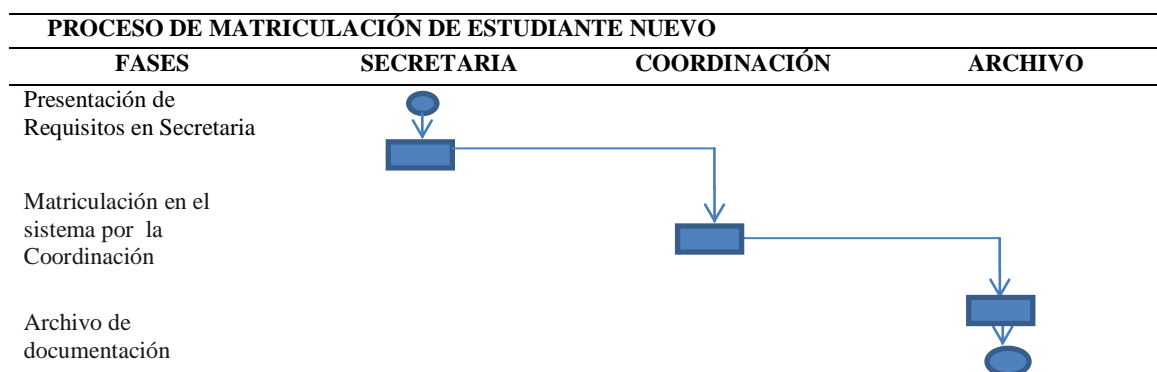 PROCESO DE MATRICULACIÓN DE ESTUDIANTE NUEVO
FASES SECRETARIA COORDINACIÓN ARCHIVO
Presentación de
Requisitos en Secretaria
Matriculación en el
sistema por la
Coordinación
Archivo de
documentación